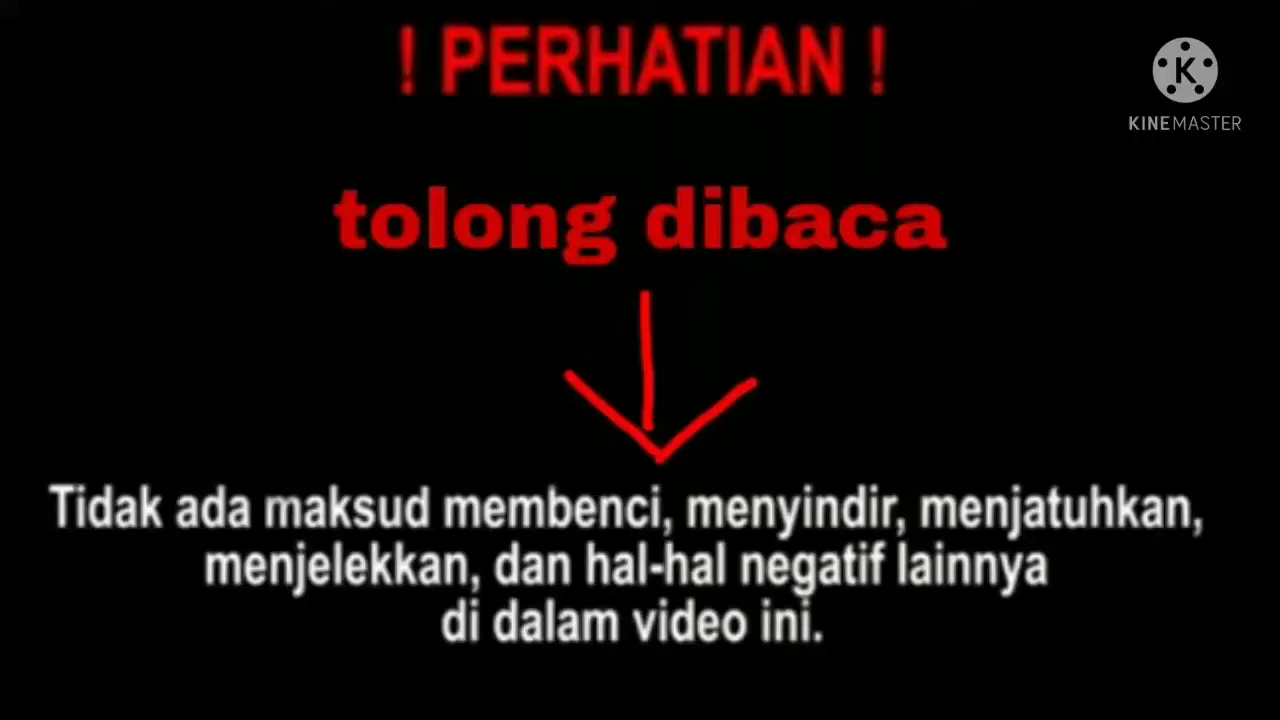 ! PERHATIAN !
KINEMASTER
tolong dibaca
Tidak ada maksud membenci, menyindir, menjatuhkan,
menjelekkan, dan hal-hal negatif lainnya
di dalam video ini.